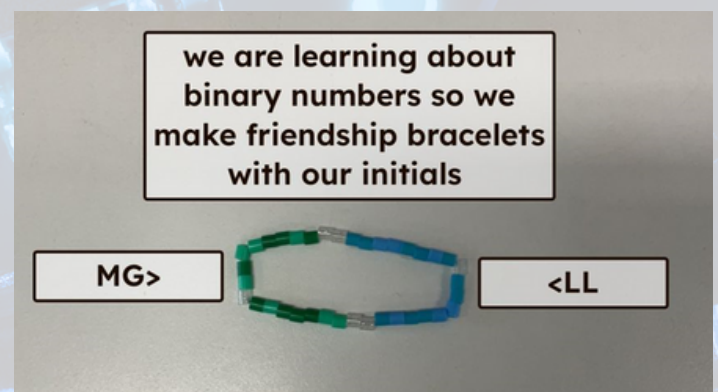 we are learning about
binary numbers so we
make friendship bracelets
with our initials
MG>
<LL